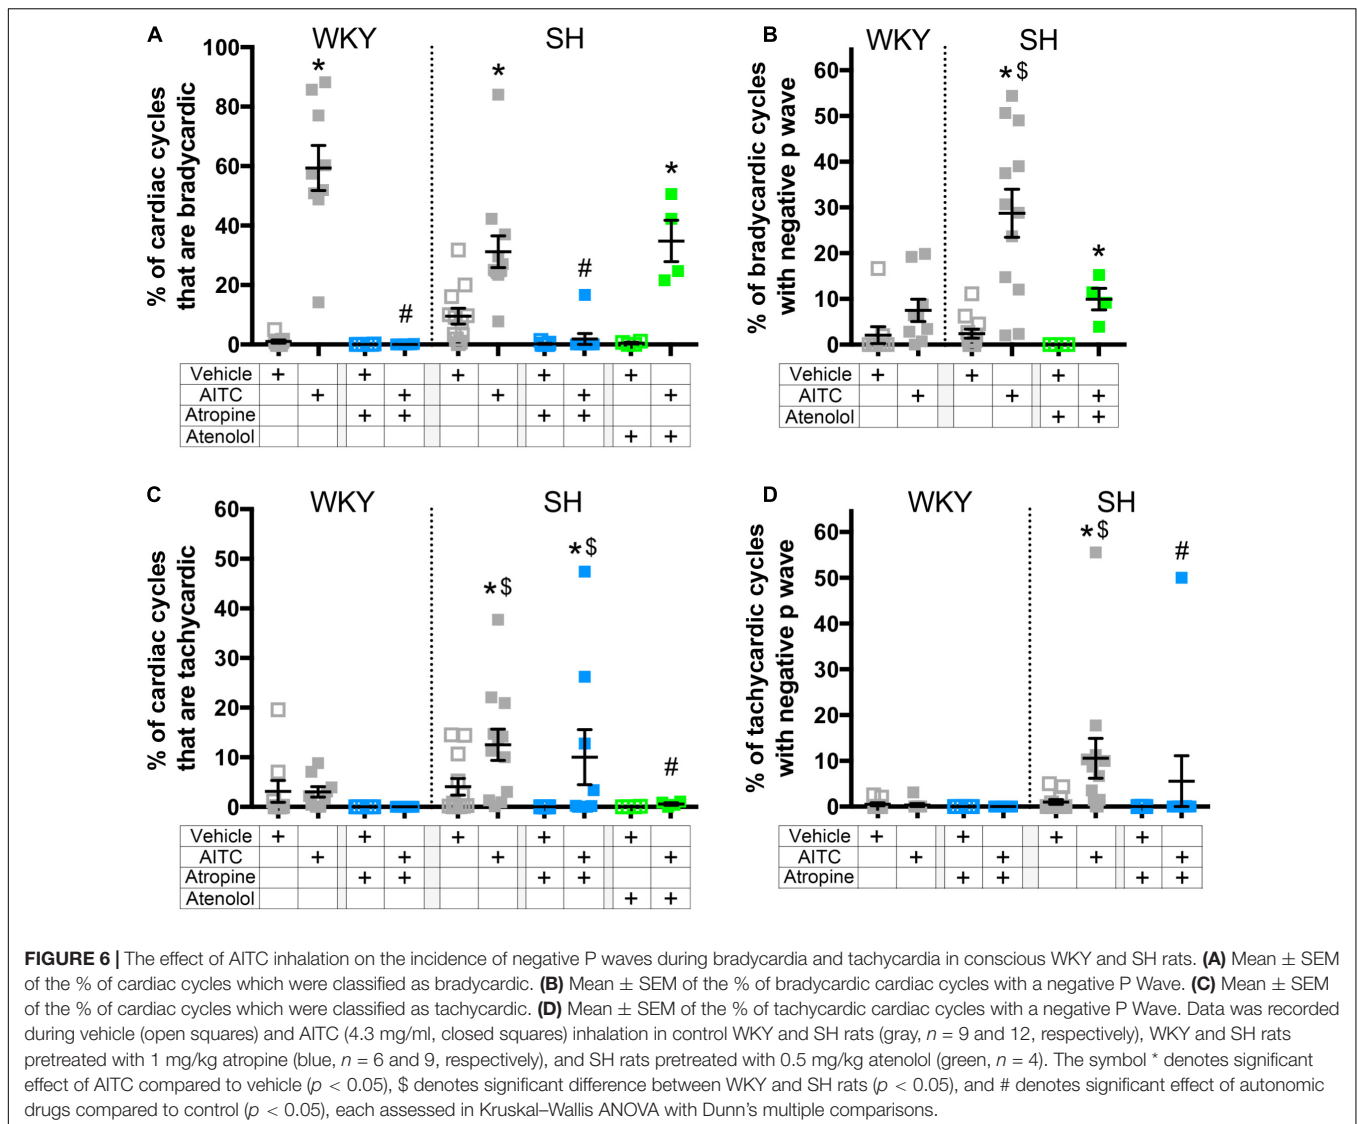 A
WKY
SH
% of cardiac cycles
that are bradycardic
100
80
60
40
20
0
*
#
*
#
*
Vehicle + + + + +
AITC + + + + +
Atropine + + + +
Atenolol + +
B
WKY
SH
% of bradycardic cycles
with negative p wave
60
50
40
30
20
10
0
* $
*
Vehicle + + +
AITC + + +
Atenolol + +
C
WKY
SH
% of cardiac cycles
that are tachycardic
60
50
40
30
20
10
0
* $
* $
#
Vehicle + + + + +
AITC + + + + +
Atropine + + + +
Atenolol + +
D
WKY
SH
% of tachycardic cycles
with negative p wave
60
50
40
30
20
10
0
* $
#
Vehicle + + + +
AITC + + + +
Atropine + + + +
FIGURE 6 | The effect of AITC inhalation on the incidence of negative P waves during bradycardia and tachycardia in conscious WKY and SH rats. (A) Mean ± SEM
of the % of cardiac cycles which were classified as bradycardic. (B) Mean ± SEM of the % of bradycardic cardiac cycles with a negative P Wave. (C) Mean ± SEM
of the % of cardiac cycles which were classified as tachycardic. (D) Mean ± SEM of the % of tachycardic cardiac cycles with a negative P Wave. Data was recorded
during vehicle (open squares) and AITC (4.3 mg/ml, closed squares) inhalation in control WKY and SH rats (gray, n = 9 and 12, respectively), WKY and SH rats
pretreated with 1 mg/kg atropine (blue, n = 6 and 9, respectively), and SH rats pretreated with 0.5 mg/kg atenolol (green, n = 4). The symbol * denotes significant
effect of AITC compared to vehicle (p < 0.05), $ denotes significant difference between WKY and SH rats (p < 0.05), and # denotes significant effect of autonomic
drugs compared to control (p < 0.05), each assessed in Kruskal–Wallis ANOVA with Dunn's multiple comparisons.